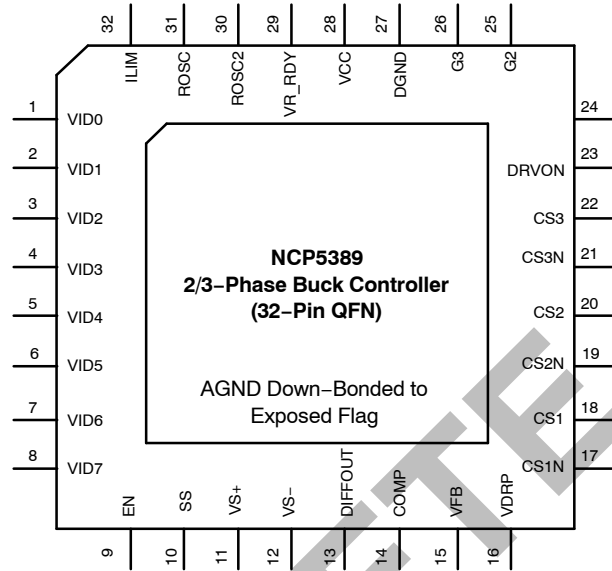 32 31 30 29 28 27 26 25
ILIM ROSC ROSC2 VR_RDY VCC DGND G3 G2
1 VID0
2 VID1
3 VID2
4 VID3
5 VID4
6 VID5
7 VID6
8 VID7
NCP5389
2/3−Phase Buck Controller
(32−Pin QFN)
AGND Down−Bonded to
Exposed Flag
24
DRVON 23
CS3 22
CS3N 21
CS2 20
CS2N 19
CS1 18
CS1N 17
EN SS VS+ VS− DIFFOUT COMP VFB VDRP
9 10 11 12 13 14 15 16
ETE